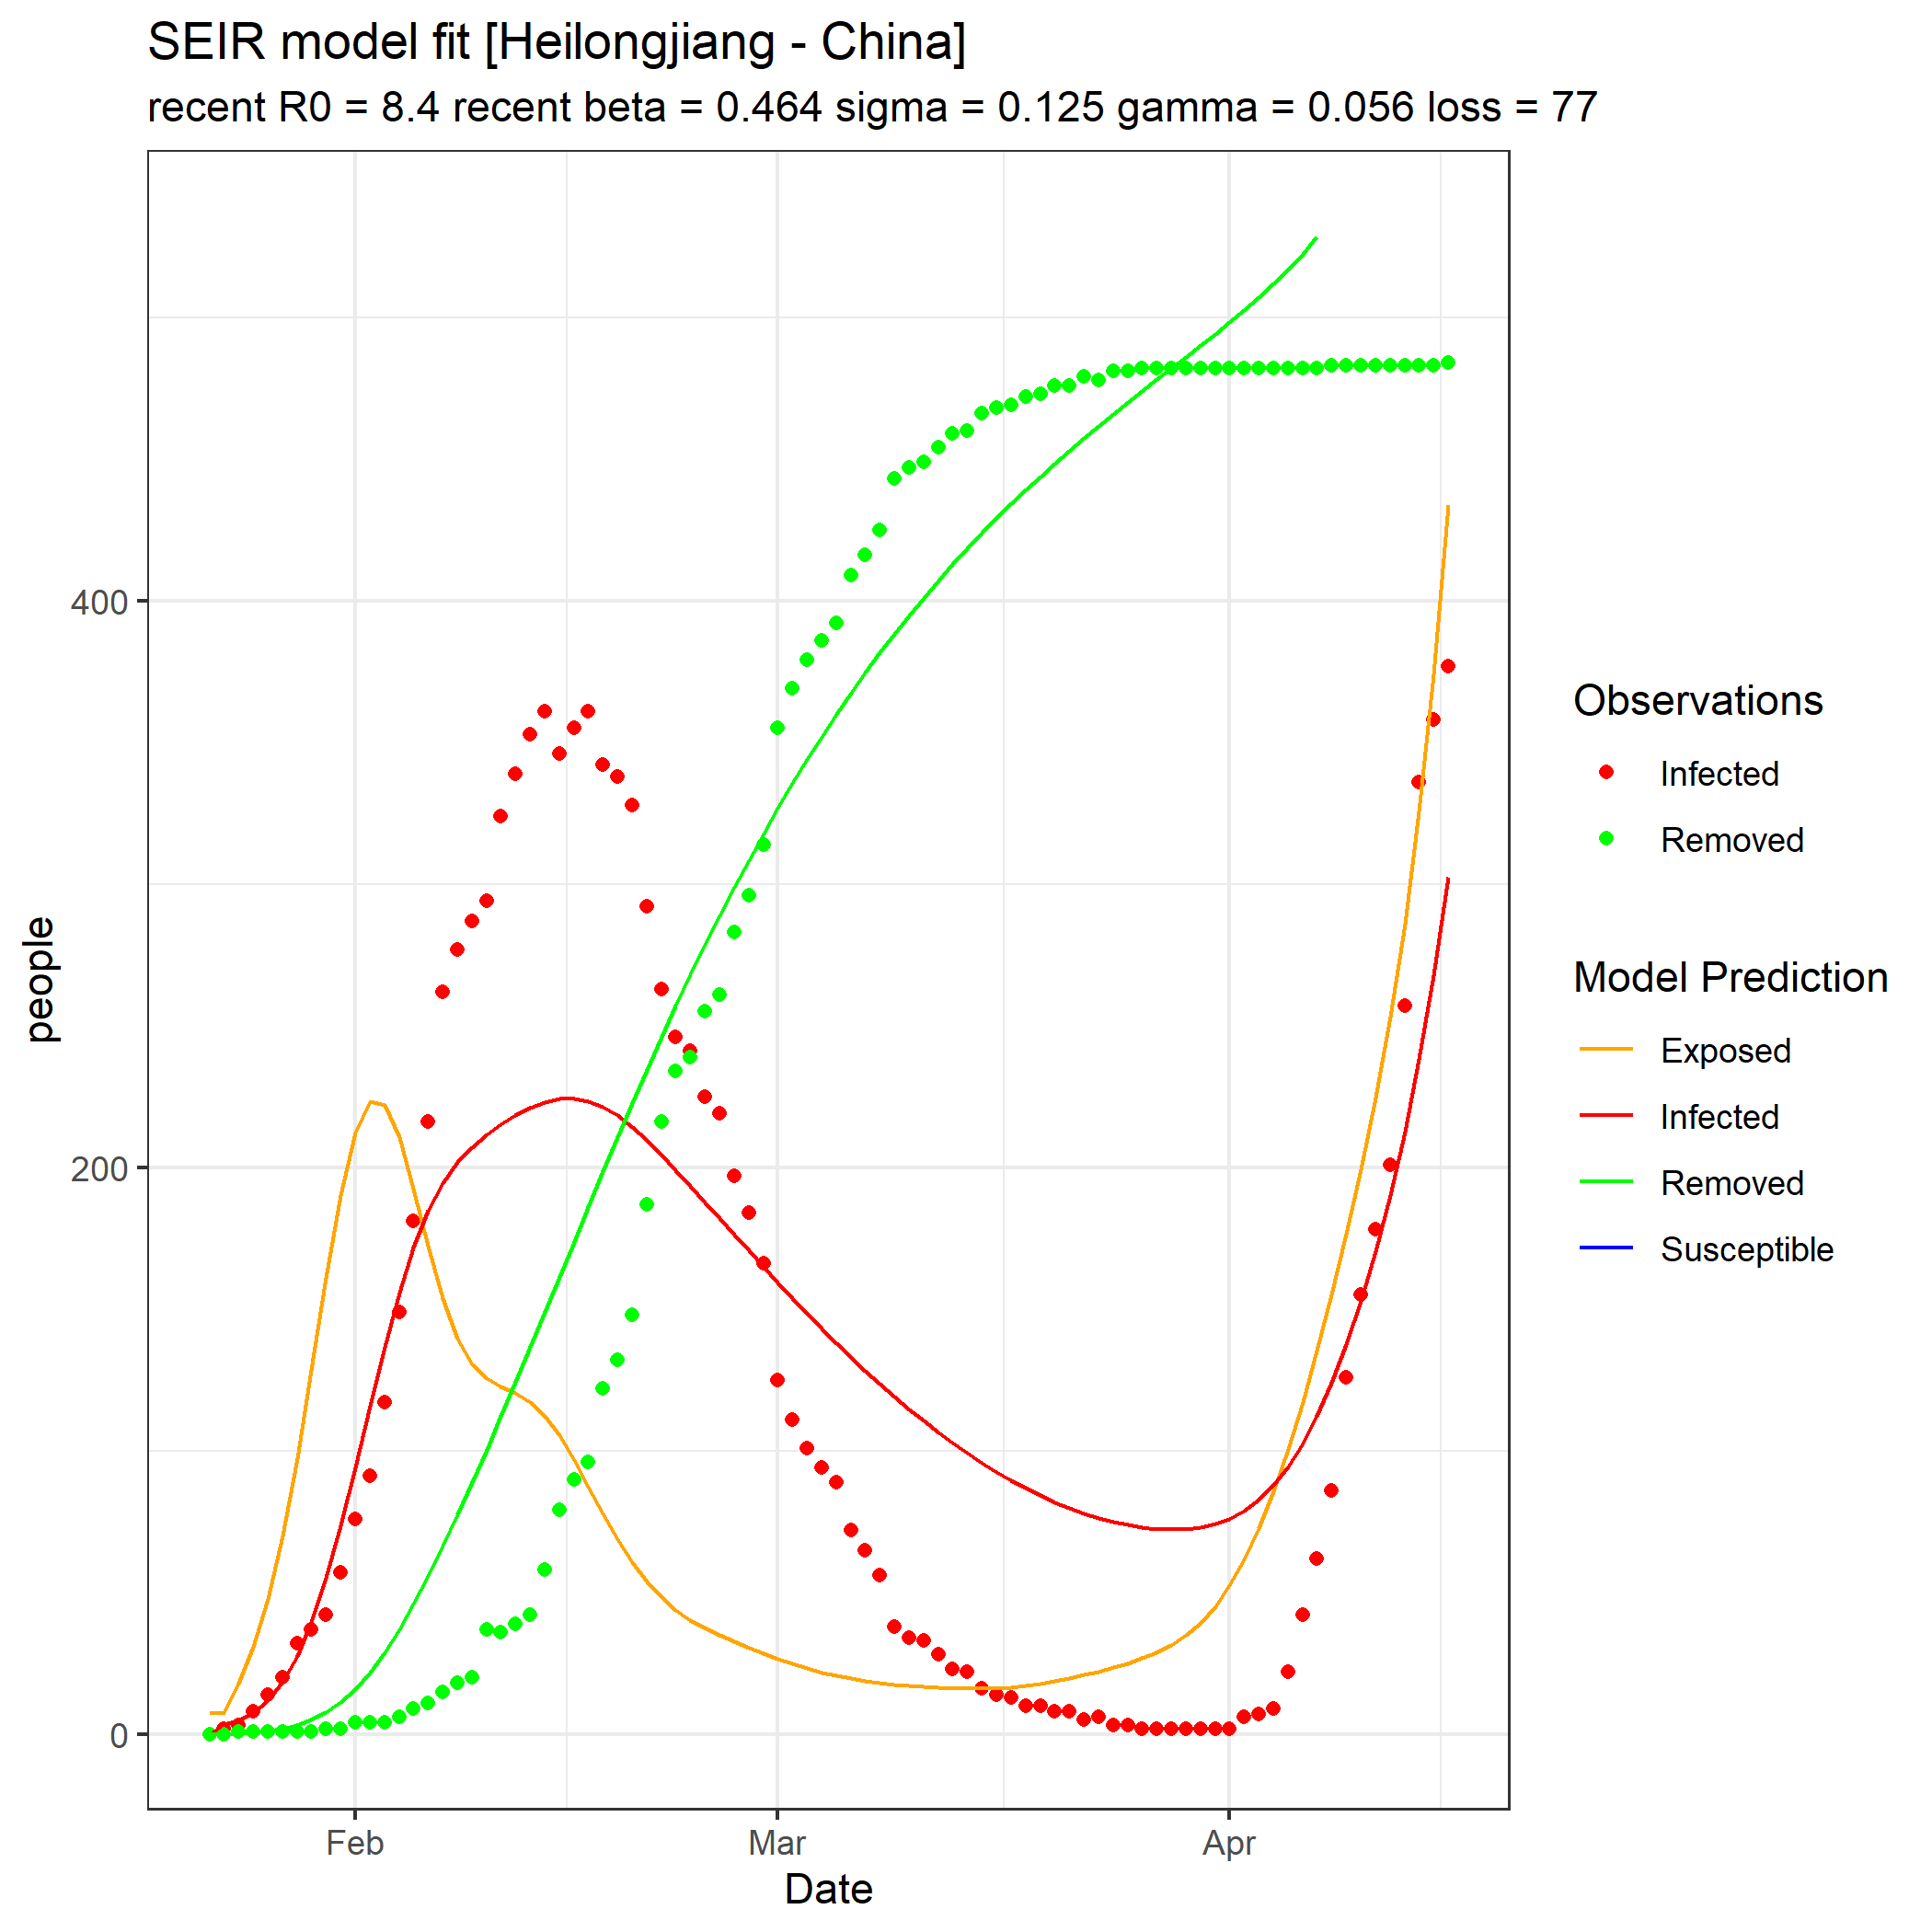 SEIR model fit [Heilongjiang - China]
recent R0 = 8.4 recent beta = 0.464 sigma = 0.125 gamma = 0.056 loss = 77
people
400
200
0
Feb
Mar
Apr
Date
Observations
Infected
Removed
Model Prediction
Exposed
Infected
Removed
Susceptible